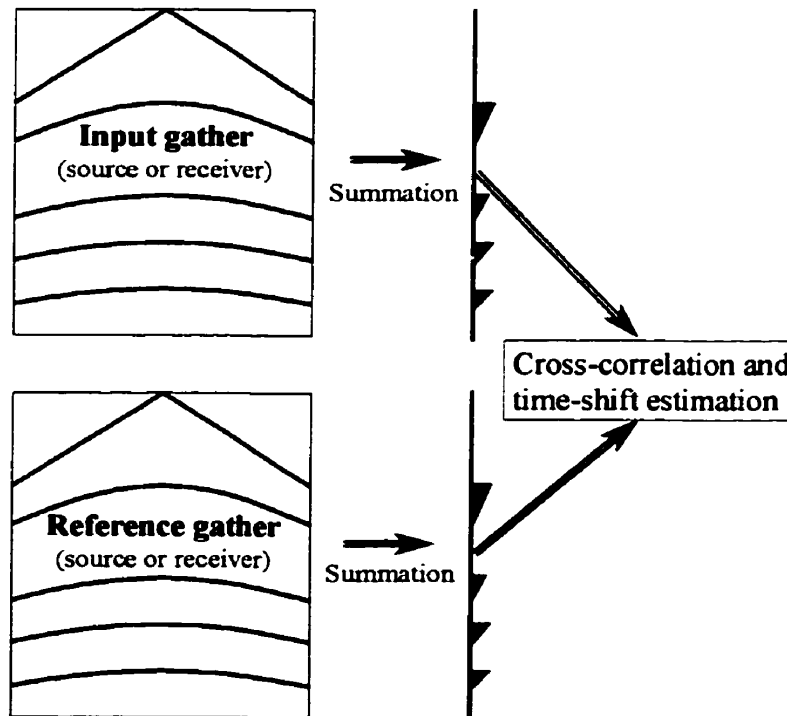 Input gather
(source or receiver)
Summation
Cross-correlation and
time-shift estimation
Reference gather
(source or receiver)
Summation